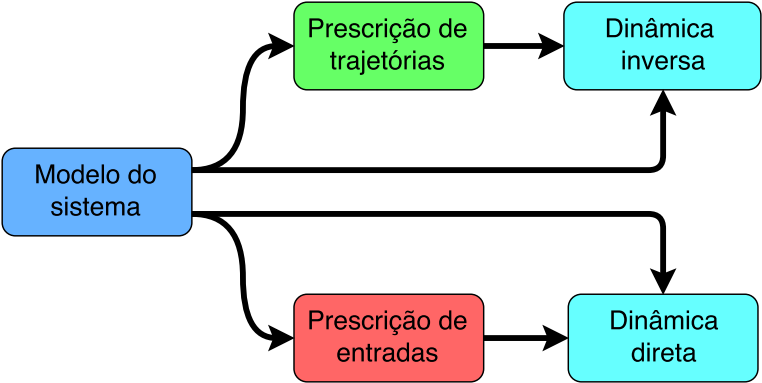 Prescrição de
trajetórias
Dinâmica
inversa
Modelo do
sistema
Prescrição de
entradas
Dinâmica
direta